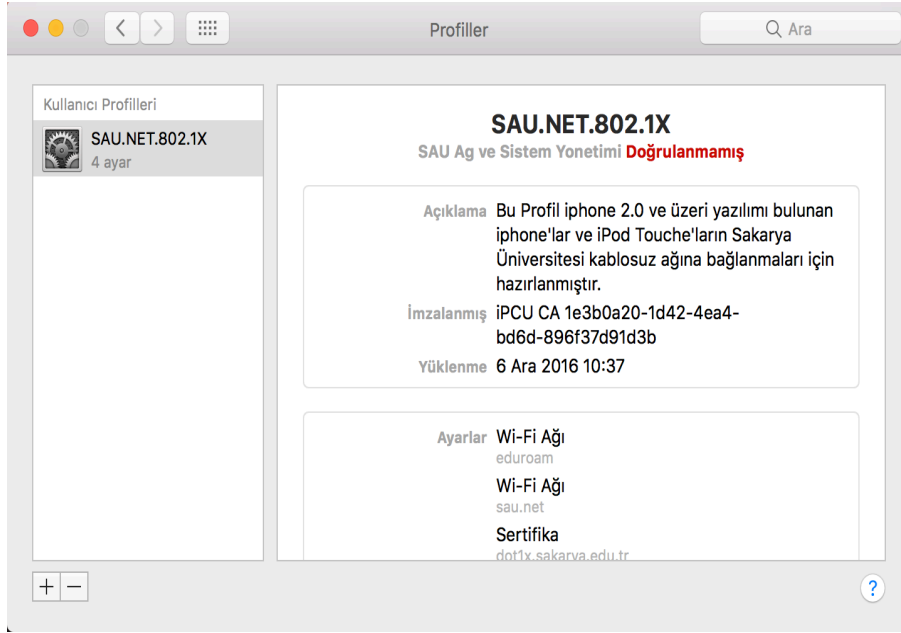 Profiller
Ara
Kullanıcı Profilleri
SAU.NET.802.1X
4 ayar
SAU.NET.802.1X
SAU Ag ve Sistem Yonetimi Doğrulanmamış
Açıklama Bu Profil iphone 2.0 ve üzeri yazılımı bulunan
iphone'lar ve iPod Touche'ların Sakarya
Üniversitesi kablosuz ağına bağlanmaları için
hazırlanmıştır.
İmzalanmış iPCU CA 1e3b0a20-1d42-4ea4-
bd6d-896f37d91d3b
Yüklenme 6 Ara 2016 10:37
Ayarlar Wi-Fi Ağı
eduroam
Wi-Fi Ağı
sau.net
Sertifika
dot1x.sakarya.edu.tr
+ − ?